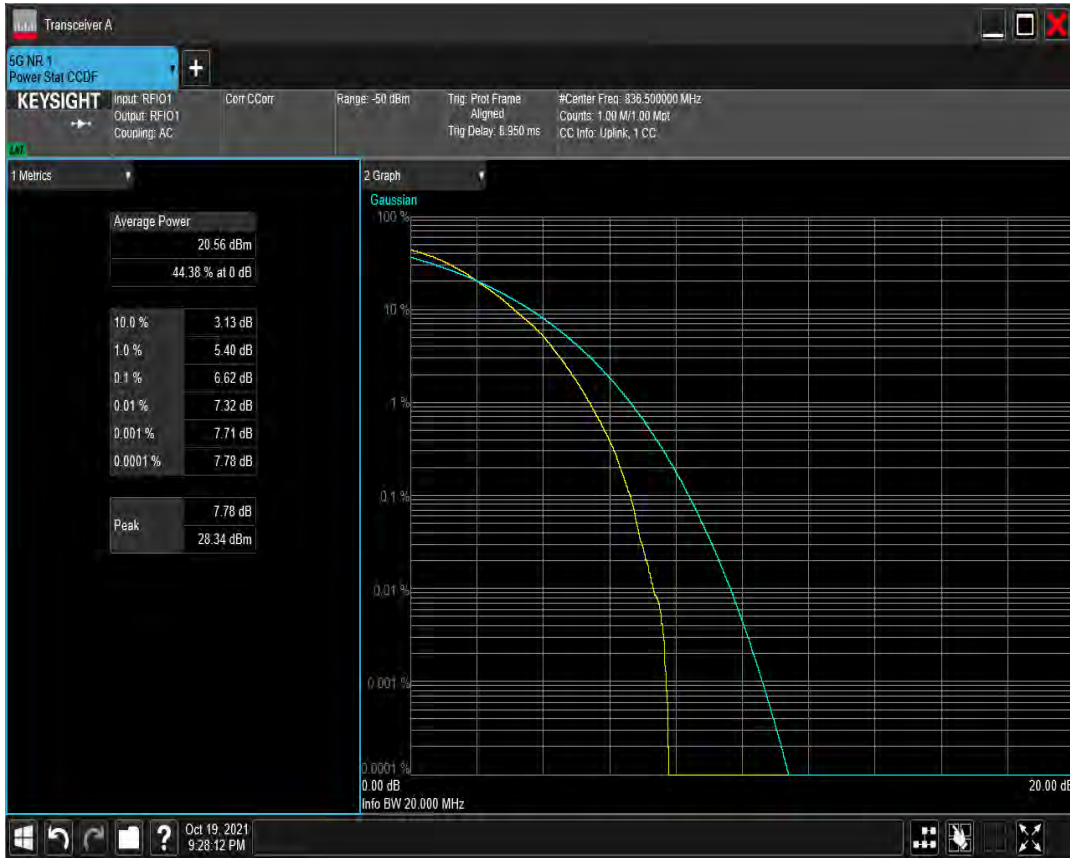 Transceiver A
5G NR 1
Power Stat CCDF
+
KEYSIGHT
Input: RFIO1
Output: RFIO1
Coupling: AC
Corr CCorr
Range: -50 dBm
Trig: Prot Frame
Aligned
Trig Delay: 8.950 ms
#Center Freq: 836.500000 MHz
Counts: 1.00 M/1.00 Mpt
CC Info: Uplink, 1 CC
1 Metrics
Average Power
20.56 dBm
44.38 % at 0 dB
10.0 % 3.13 dB
1.0 % 5.40 dB
0.1 % 6.62 dB
0.01 % 7.32 dB
0.001 % 7.71 dB
0.0001 % 7.78 dB
Peak
7.78 dB
28.34 dBm
2 Graph
Gaussian
100 %
10 %
1 %
0.1 %
0.01 %
0.001 %
0.0001 %
0.00 dB 20.00 dB
Info BW 20.000 MHz
?
Oct 19, 2021
9:28:12 PM